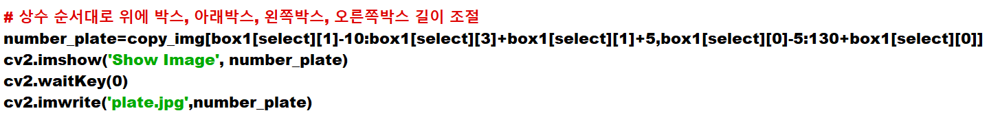 # 상수 순서대로 위에 박스, 아래박스, 왼쪽박스, 오른쪽박스 길이 조절
number_plate=copy_img[box1[select][1]-10:box1[select][3]+box1[select][1]+5,box1[select][0]-5:130+box1[select][0]]
cv2.imshow('Show Image', number_plate)
cv2.waitKey(0)
cv2.imwrite('plate.jpg',number_plate)